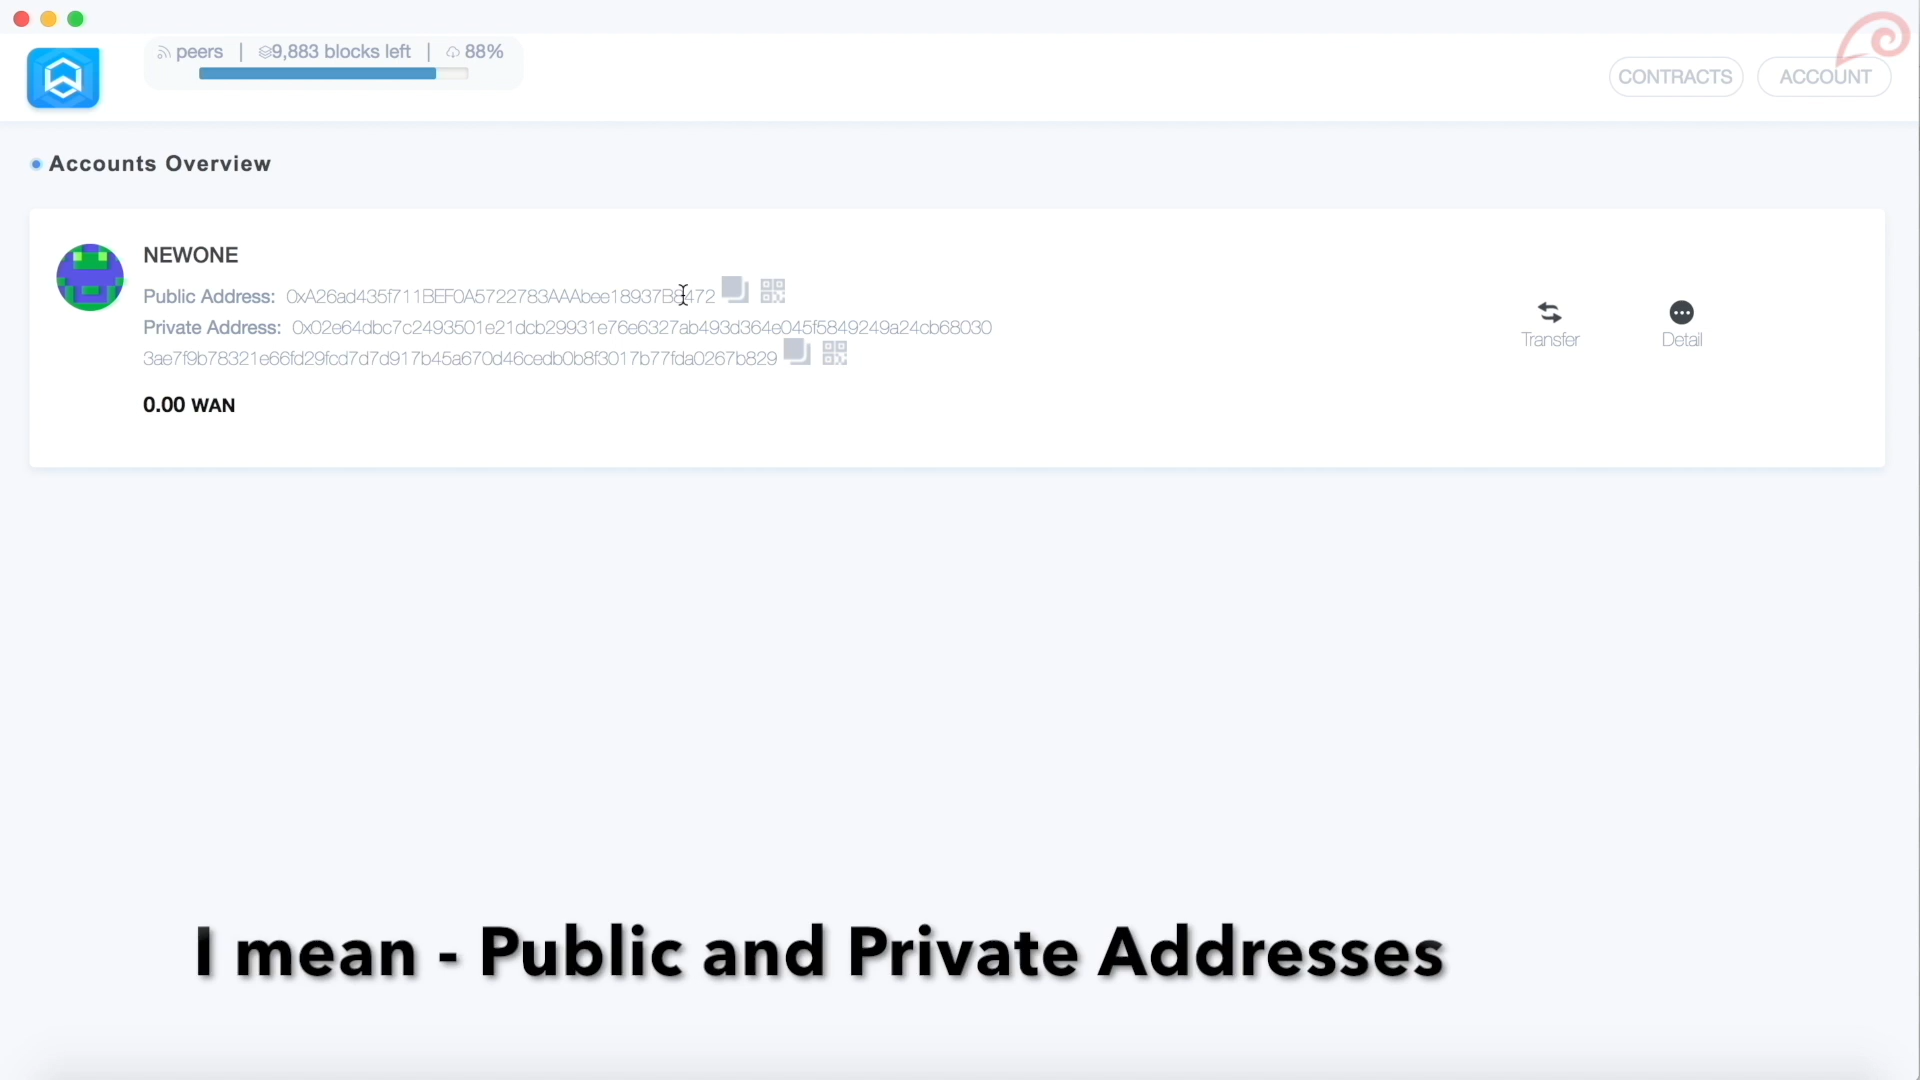 peers | 9,883 blocks left | 88%
CONTRACTS
ACCOUNT
Accounts Overview
NEWONE
Public Address: 0xA26ad435f711BEF0A5722783AAAbee18937B8472
Private Address: 0x02e64dbc7c2493501e21dcb29931e76e6327ab493d364e045f5849249a24cb68030
3ae7f9b78321e66fd29fcd7d7d917b45a670d46cedb0b8f3017b77fda0267b829
Transfer
Detail
0.00 WAN
I mean - Public and Private Addresses